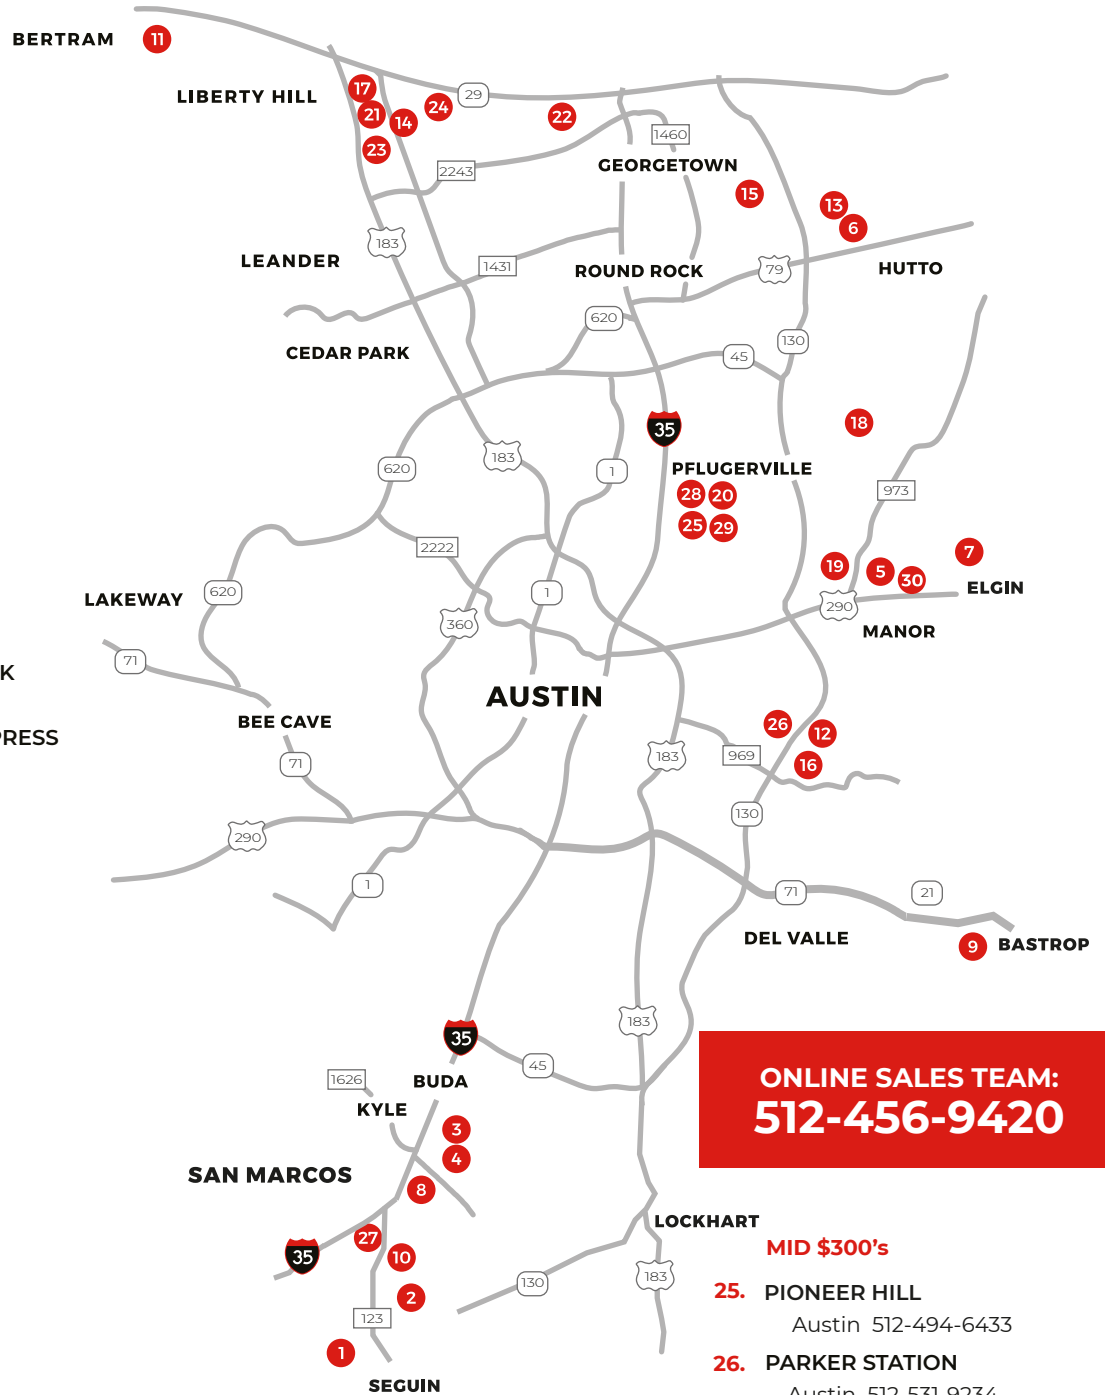 BERTRAM
11
LIBERTY HILL
17
21
14
24
23
29
22
1460
2243
GEORGETOWN
15
13
6
183
LEANDER
1431
ROUND ROCK
79
HUTTO
620
130
CEDAR PARK
45
18
35
183
620
1
PFLUGERVILLE
28
20
25
29
973
2222
19
5
30
7
ELGIN
LAKEWAY
620
1
290
360
MANOR
71
K
AUSTIN
BEE CAVE
PRESS
26
12
16
71
183
969
130
290
1
71
21
DEL VALLE
9
BASTROP
183
35
45
1626
BUDA
KYLE
3
4
SAN MARCOS
8
27
10
35
2
123
1
SEGUIN
130
183
LOCKHART
ONLINE SALES TEAM:
512-456-9420
MID $300's
25. PIONEER HILL
Austin 512-494-6433
26. PARKER STATION
Austin 512-531-9234